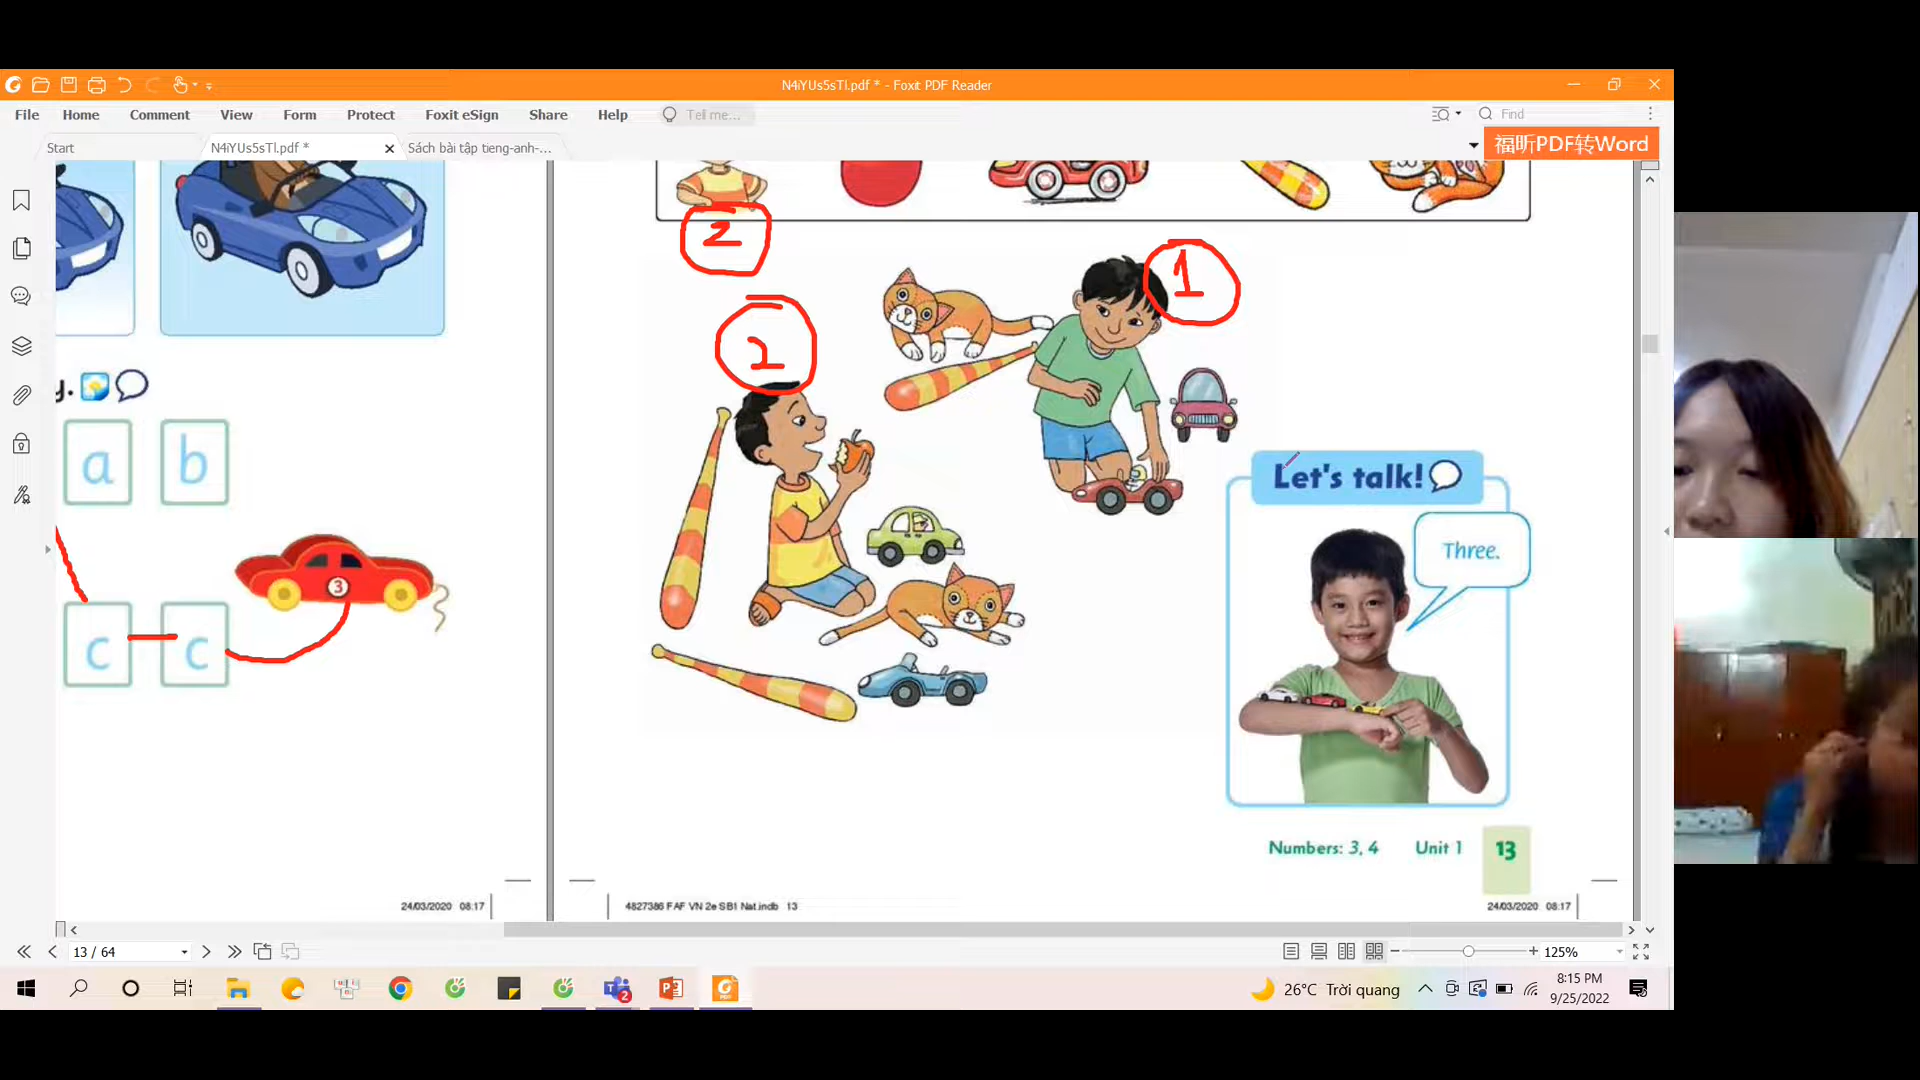 N4iYUs5sTl.pdf * - Foxit PDF Reader
File Home Comment View Form Protect Foxit eSign Share Help Tell me... Find
Start N4iYUs5sTl.pdf * Sách bài tập tieng-anh-...
福昕PDF转Word
2
1
1
y.
a b
3
c c
Let's talk!
Three.
Numbers: 3, 4 Unit 1 13
24/03/2020 08:17
4827386 FAF VN 2e SB1 Nat.indb 13
24/03/2020 08:17
13 / 64
125%
2
26°C Trời quang
8:15 PM
9/25/2022